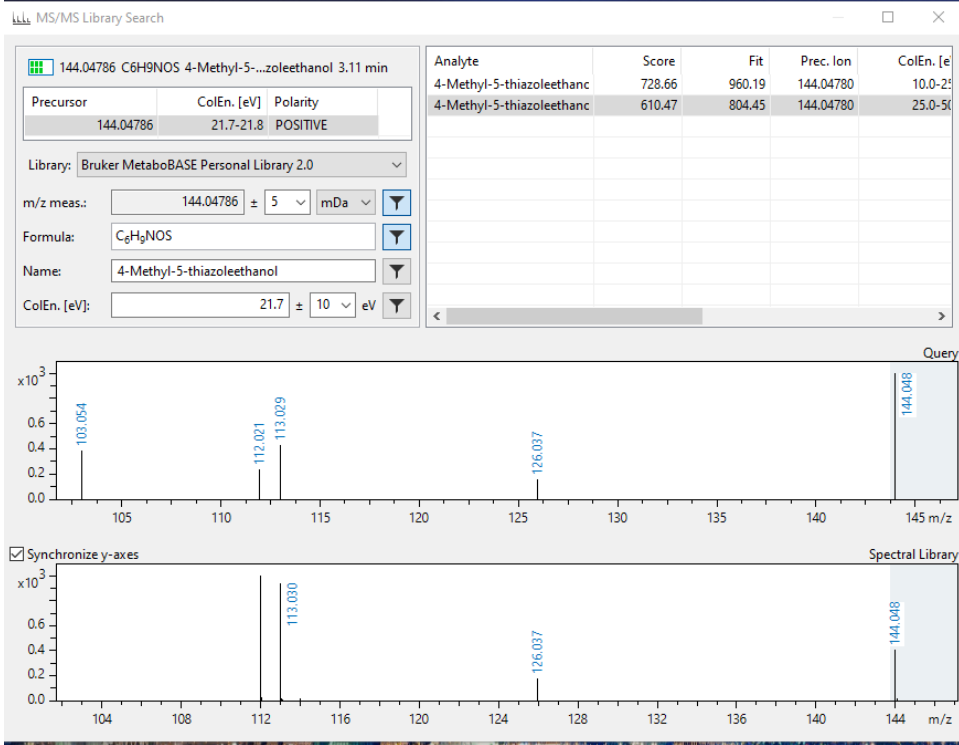 MS/MS Library Search
144.04786 C6H9NOS 4-Methyl-5-...zoleethanol 3.11 min
Precursor ColEn. [eV] Polarity
144.04786 21.7-21.8 POSITIVE
Library: Bruker MetaboBASE Personal Library 2.0
m/z meas.: 144.04786 ± 5 mDa
Formula: C₆H₉NOS
Name: 4-Methyl-5-thiazoleethanol
ColEn. [eV]: 21.7 ± 10 eV
Analyte Score Fit Prec. Ion ColEn. [e
4-Methyl-5-thiazoleethanc 728.66 960.19 144.04780 10.0-25
4-Methyl-5-thiazoleethanc 610.47 804.45 144.04780 25.0-50
Query
x10³
0.6
0.4
0.2
0.0
103.054
112.021
113.029
126.037
144.048
105 110 115 120 125 130 135 140 145 m/z
Synchronize y-axes
Spectral Library
x10³
0.6
0.4
0.2
0.0
113.030
126.037
144.048
104 108 112 116 120 124 128 132 136 140 144 m/z